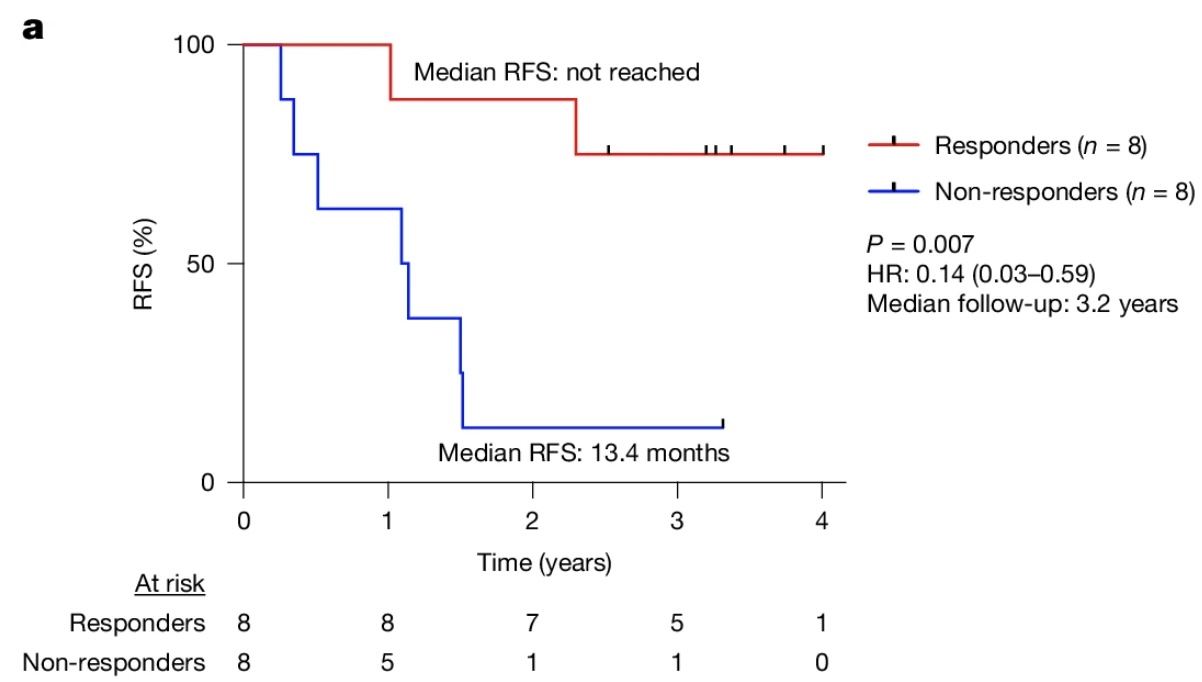 a
100
50
0
RFS (%)
Median RFS: not reached
Median RFS: 13.4 months
0 1 2 3 4
Time (years)
Responders (n = 8)
Non-responders (n = 8)
P = 0.007
HR: 0.14 (0.03–0.59)
Median follow-up: 3.2 years
At risk
Responders 8 8 7 5 1
Non-responders 8 5 1 1 0